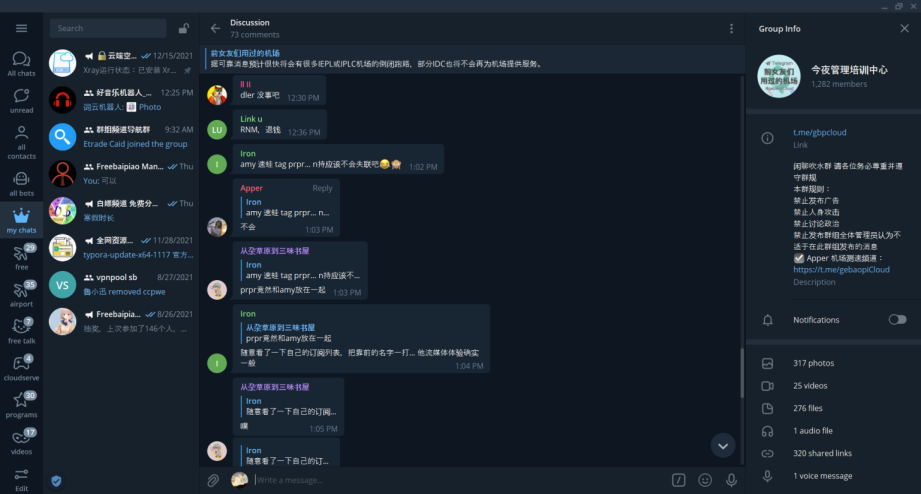 Search
All chats
unread
all
contacts
all bots
my chats
29
free
35
airport
7
free talk
4
cloudserve
30
programs
17
videos
Edit
🔒云端空... 12/15/2021
Xray运行状态：已安装 Xr...
好音乐机器人_... 12:25 PM
词云机器人: Photo
群组频道导航群 9:32 AM
Etrade Caid joined the group
Freebaipiao Man... Thu
You: 可以
白嫖频道 免费分... Thu
寒假时长
全网资源... 11/28/2021
typora-update-x64-1117 官方...
VS
vpnpool sb 8/27/2021
鲁小迅 removed ccpwe
Freebaipia... 8/26/2021
抽奖，上次参加了146个人，...
Discussion
73 comments
前女友们用过的机场
据可靠消息预计很快将会有很多IEPL或IPLC机场的倒闭跑路，部分IDC也将不会再为机场提供服务。
ll ll
dler 没事吧 12:30 PM
LU
Link u
RNM，退钱 12:36 PM
I
Iron
amy 速蛙 tag prpr... n持应该不会失联吧😂🙈 1:02 PM
Apper Reply
Iron
amy 速蛙 tag prpr... n...
不会
1:03 PM
从皁草原到三味书屋
Iron
amy 速蛙 tag prpr... n持应该不...
prpr竟然和amy放在一起 1:03 PM
I
Iron
从皁草原到三味书屋
prpr竟然和amy放在一起
随意看了一下自己的订阅列表，把靠前的名字一打... 他流媒体体验确实
一般 1:04 PM
从皁草原到三味书屋
Iron
随意看了一下自己的订阅...
噗 1:05 PM
Iron
随意看了一下自己的订...
Write a message...
Group Info
Telegram
前女友们
用过的机场
今夜管理培训中心
1,282 members
t.me/gbpcloud
Link
闲聊吹水群 请各位务必尊重并遵
守群规
本群规则：
禁止发布广告
禁止人身攻击
禁止讨论政治
禁止发布群组全体管理员认为不
适于在此群组发布的消息
☑ Apper 机场测速频道：
https://t.me/gebaopiCloud
Description
Notifications
317 photos
25 videos
276 files
1 audio file
320 shared links
1 voice message